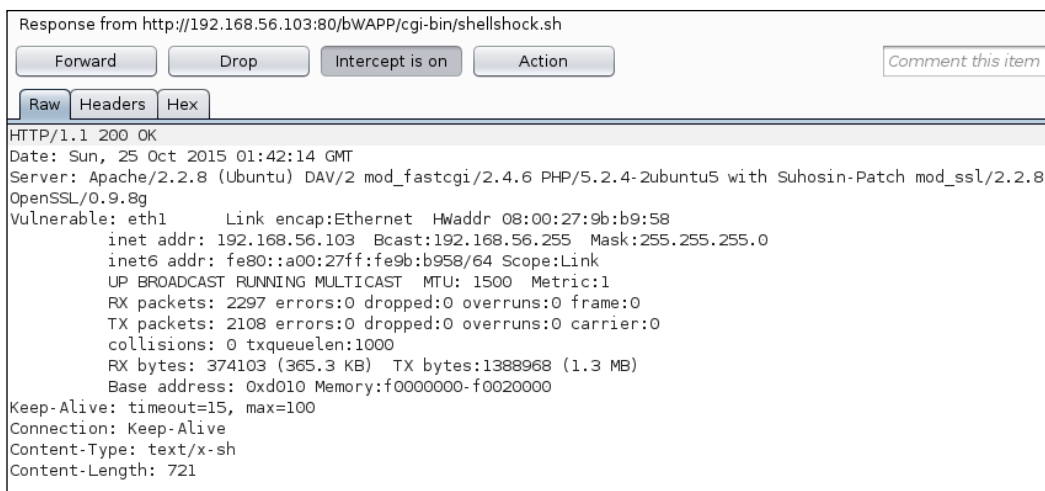 Response from http://192.168.56.103:80/bWAPP/cgi-bin/shellshock.sh
Forward Drop Intercept is on Action Comment this item
Raw Headers Hex
HTTP/1.1 200 OK
Date: Sun, 25 Oct 2015 01:42:14 GMT
Server: Apache/2.2.8 (Ubuntu) DAV/2 mod_fastcgi/2.4.6 PHP/5.2.4-2ubuntu5 with Suhosin-Patch mod_ssl/2.2.8
OpenSSL/0.9.8g
Vulnerable: eth1 Link encap:Ethernet HWaddr 08:00:27:9b:b9:58
inet addr: 192.168.56.103 Bcast:192.168.56.255 Mask:255.255.255.0
inet6 addr: fe80::a00:27ff:fe9b:b958/64 Scope:Link
UP BROADCAST RUNNING MULTICAST MTU: 1500 Metric:1
RX packets: 2297 errors:0 dropped:0 overruns:0 frame:0
TX packets: 2108 errors:0 dropped:0 overruns:0 carrier:0
collisions: 0 txqueuelen:1000
RX bytes: 374103 (365.3 KB) TX bytes:1388968 (1.3 MB)
Base address: 0xd010 Memory:f0000000-f0020000
Keep-Alive: timeout=15, max=100
Connection: Keep-Alive
Content-Type: text/x-sh
Content-Length: 721